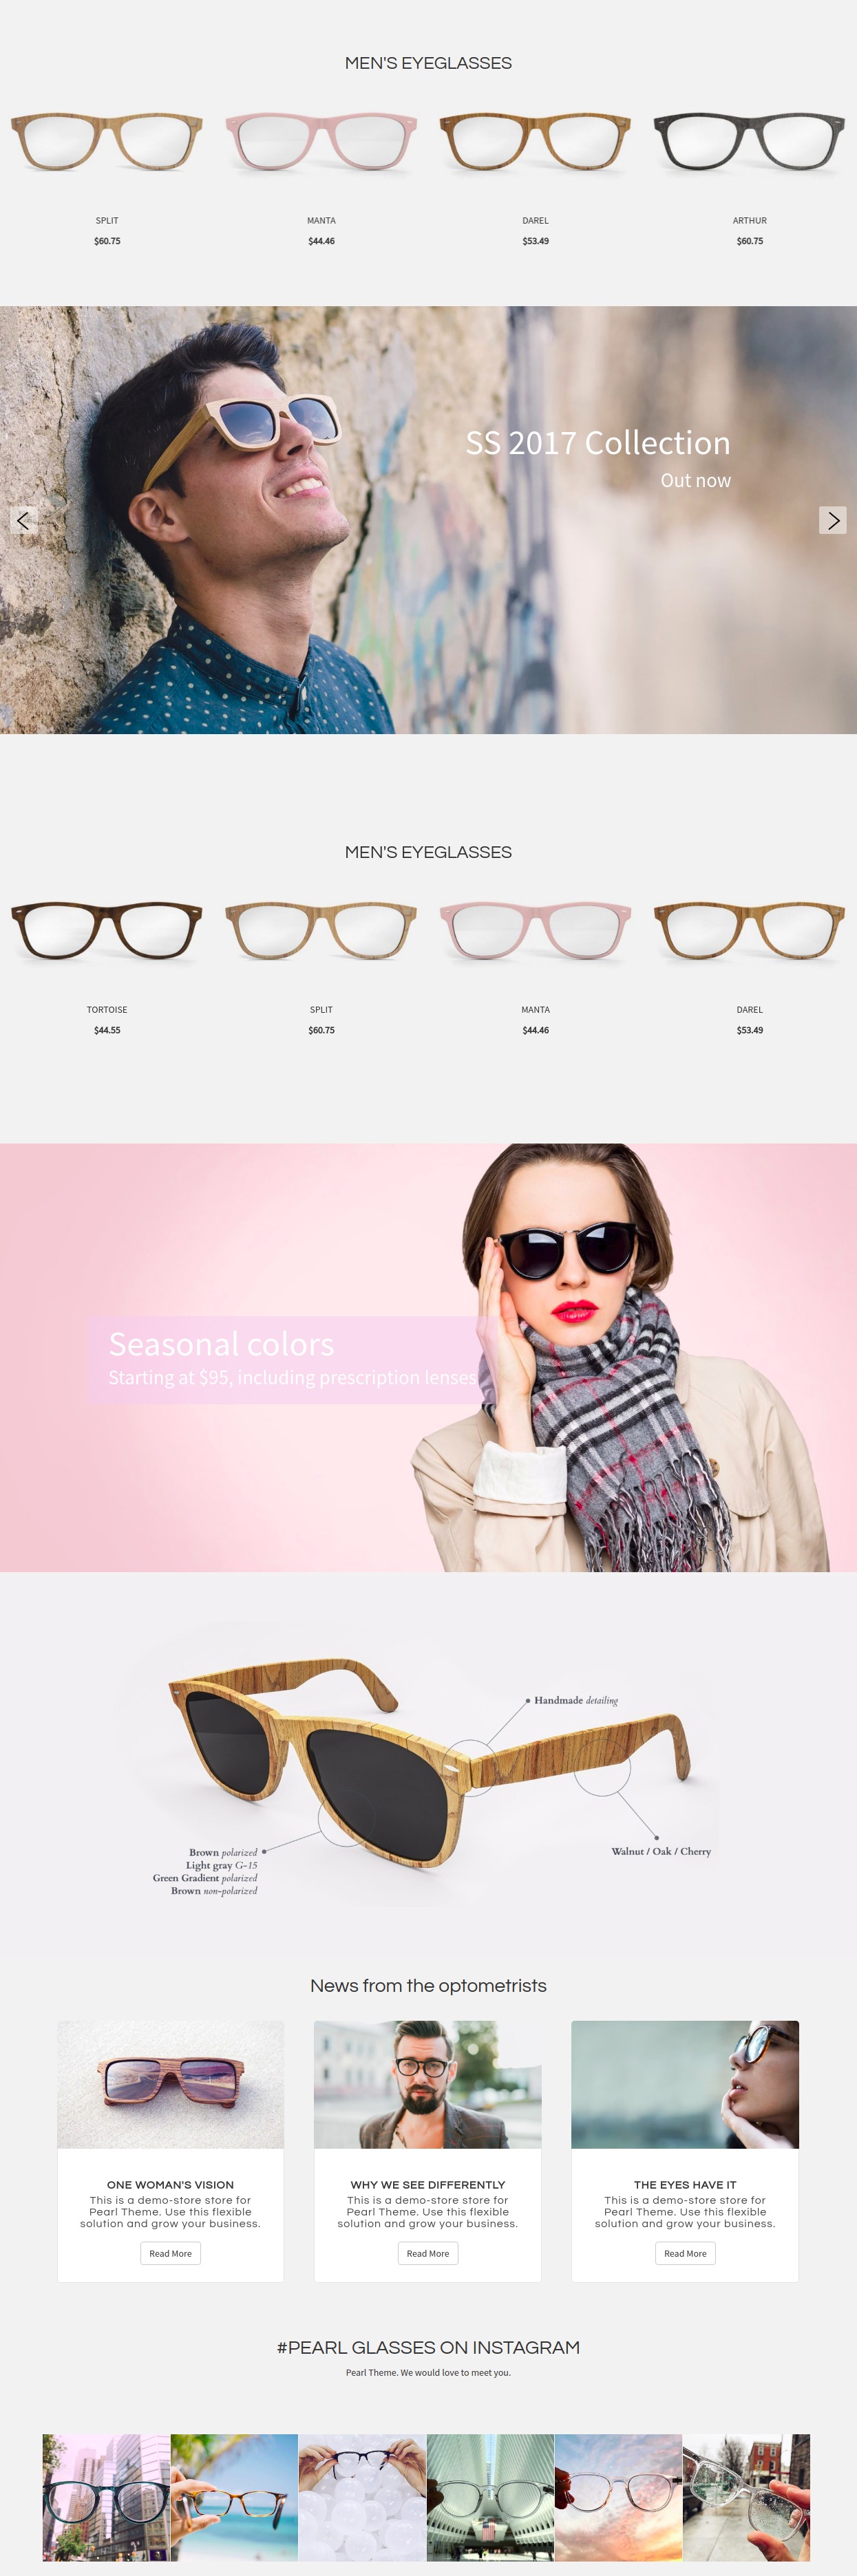 MEN'S EYEGLASSES
SPLIT
$60.75
MANTA
$44.46
DAREL
$53.49
ARTHUR
$60.75
SS 2017 Collection
Out now
MEN'S EYEGLASSES
TORTOISE
$44.55
SPLIT
$60.75
MANTA
$44.46
DAREL
$53.49
Seasonal colors
Starting at $95, including prescription lenses
Handmade detailing
Walnut / Oak / Cherry
Brown polarized
Light gray G-15
Green Gradient polarized
Brown non-polarized
News from the optometrists
ONE WOMAN'S VISION
This is a demo-store store for
Pearl Theme. Use this flexible
solution and grow your business.
Read More
WHY WE SEE DIFFERENTLY
This is a demo-store store for
Pearl Theme. Use this flexible
solution and grow your business.
Read More
THE EYES HAVE IT
This is a demo-store store for
Pearl Theme. Use this flexible
solution and grow your business.
Read More
#PEARL GLASSES ON INSTAGRAM
Pearl Theme. We would love to meet you.